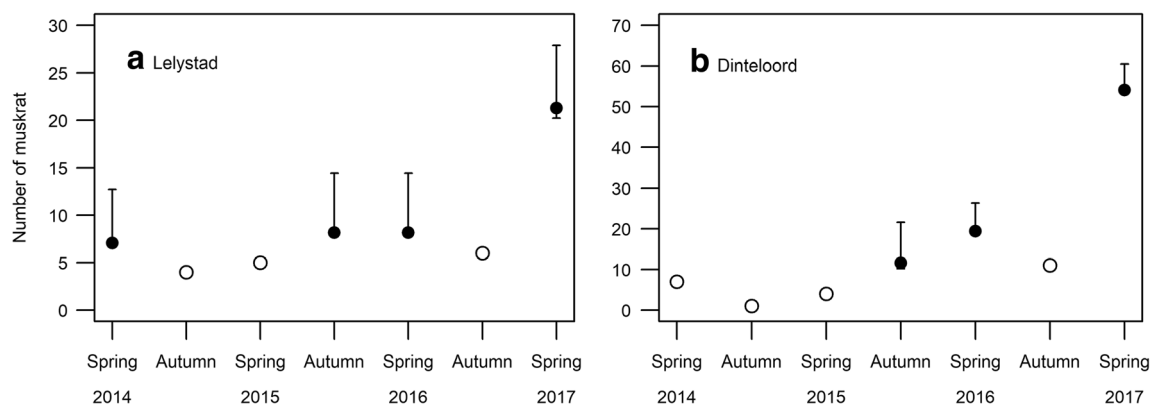 a Lelystad
Number of muskrat
30
25
20
15
10
5
0
Spring Autumn Spring Autumn Spring Autumn Spring
2014 2015 2016 2017
b Dinteloord
70
60
50
40
30
20
10
0
Spring Autumn Spring Autumn Spring Autumn Spring
2014 2015 2016 2017